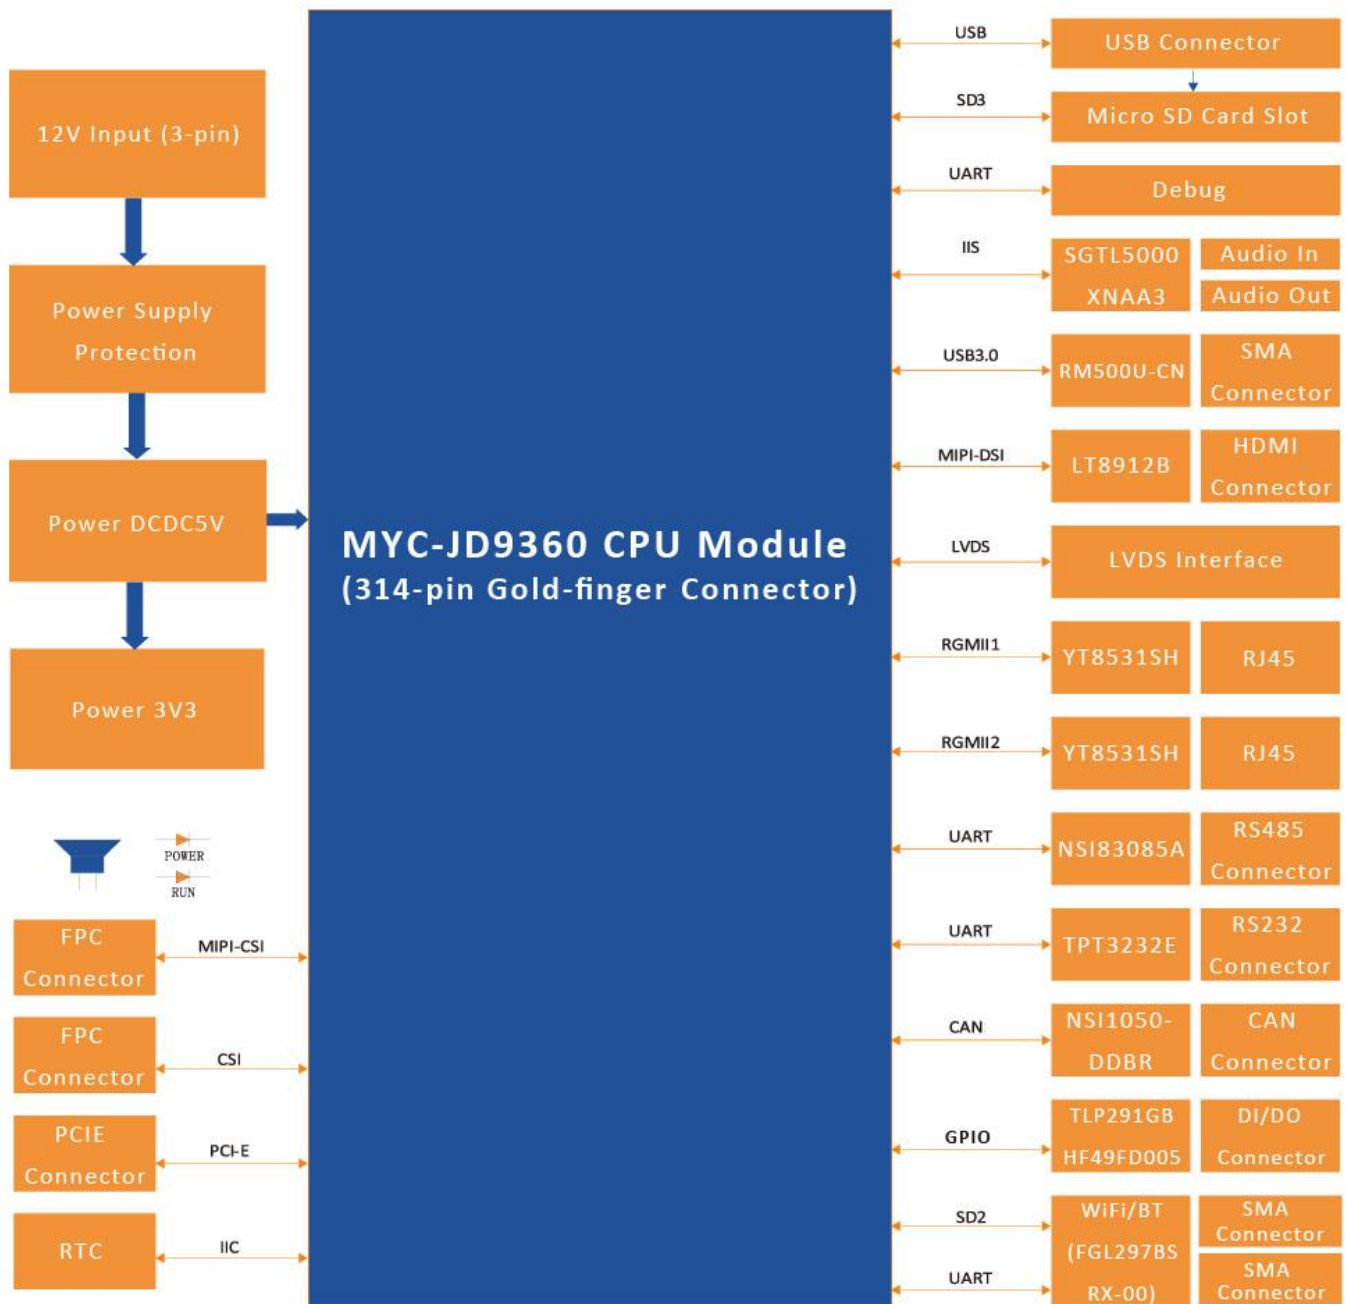 12V Input (3-pin)
Power Supply
Protection
Power DCDC5V
Power 3V3
POWER
RUN
FPC
Connector
MIPI-CSI
FPC
Connector
CSI
PCIE
Connector
PCI-E
RTC
IIC
MYC-JD9360 CPU Module
(314-pin Gold-finger Connector)
USB
USB Connector
SD3
Micro SD Card Slot
UART
Debug
IIS
SGTL5000
XNAA3
Audio In
Audio Out
USB3.0
RM500U-CN
SMA
Connector
MIPI-DSI
LT8912B
HDMI
Connector
LVDS
LVDS Interface
RGMII1
YT8531SH
RJ45
RGMII2
YT8531SH
RJ45
UART
NSI83085A
RS485
Connector
UART
TPT3232E
RS232
Connector
CAN
NSI1050-
DDBR
CAN
Connector
GPIO
TLP291GB
HF49FD005
DI/DO
Connector
SD2
UART
WiFi/BT
(FGL297BS
RX-00)
SMA
Connector
SMA
Connector